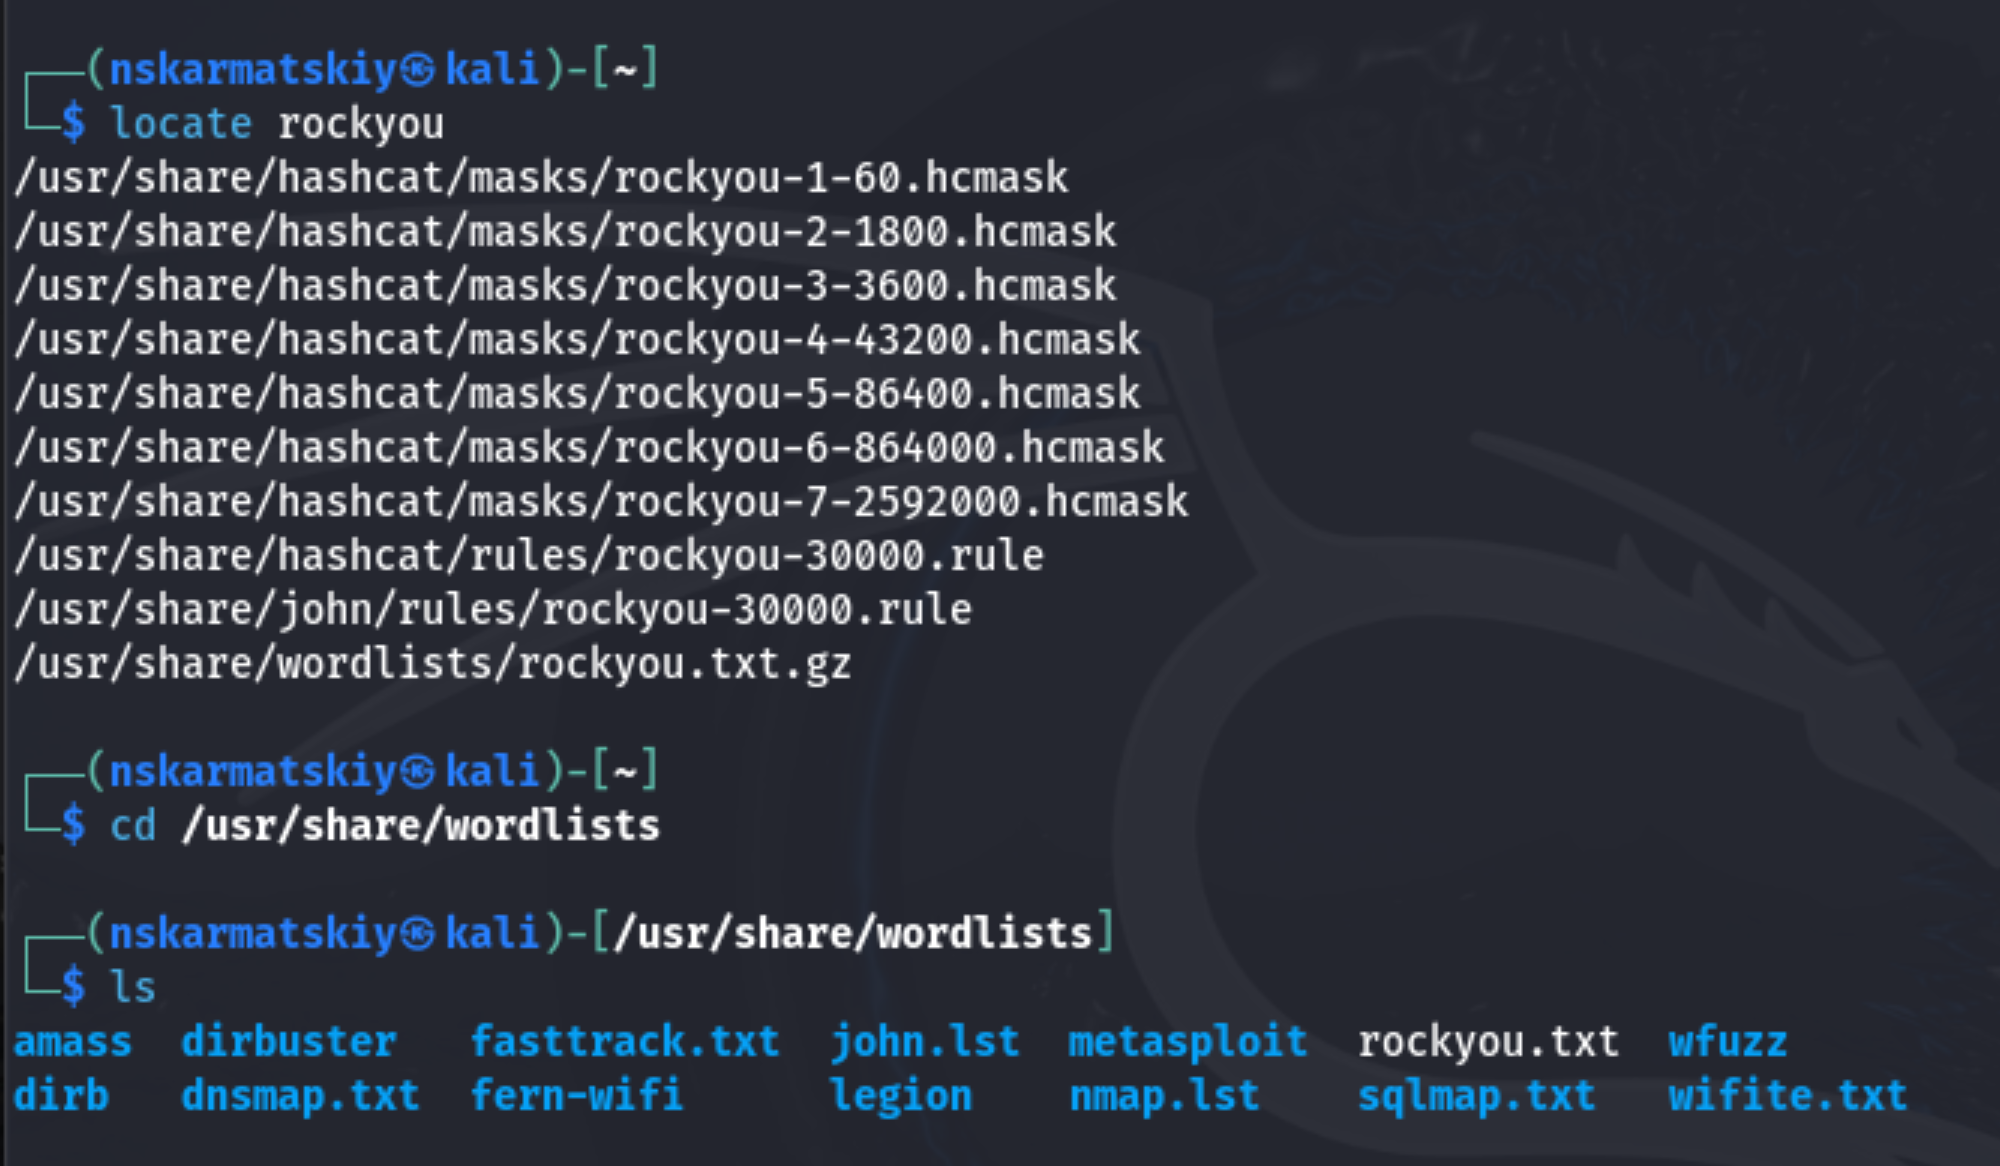 ┌──(nskarmatskiy㉿kali)-[~]
└─$ locate rockyou
/usr/share/hashcat/masks/rockyou-1-60.hcmask
/usr/share/hashcat/masks/rockyou-2-1800.hcmask
/usr/share/hashcat/masks/rockyou-3-3600.hcmask
/usr/share/hashcat/masks/rockyou-4-43200.hcmask
/usr/share/hashcat/masks/rockyou-5-86400.hcmask
/usr/share/hashcat/masks/rockyou-6-864000.hcmask
/usr/share/hashcat/masks/rockyou-7-2592000.hcmask
/usr/share/hashcat/rules/rockyou-30000.rule
/usr/share/john/rules/rockyou-30000.rule
/usr/share/wordlists/rockyou.txt.gz
┌──(nskarmatskiy㉿kali)-[~]
└─$ cd /usr/share/wordlists
┌──(nskarmatskiy㉿kali)-[/usr/share/wordlists]
└─$ ls
amass  dirbuster   fasttrack.txt  john.lst  metasploit  rockyou.txt  wfuzz
dirb   dnsmap.txt  fern-wifi      legion    nmap.lst    sqlmap.txt   wifite.txt